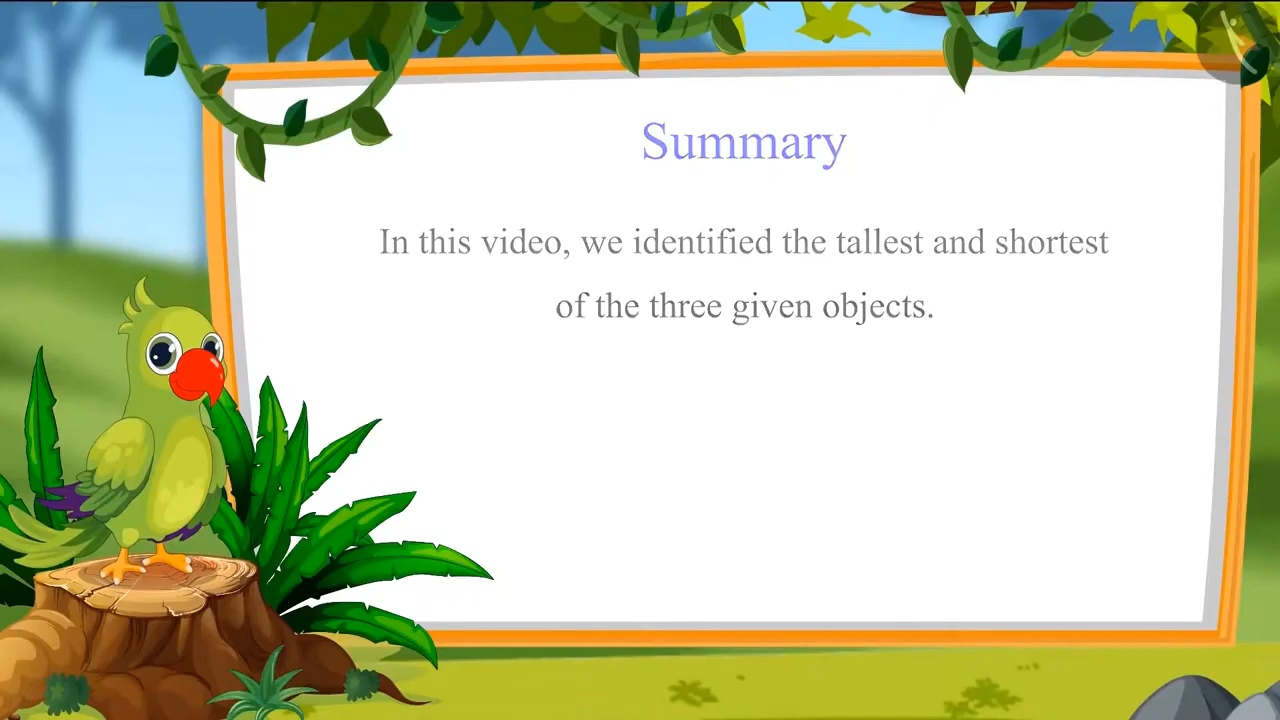 Summary
In this video, we identified the tallest and shortest
of the three given objects.